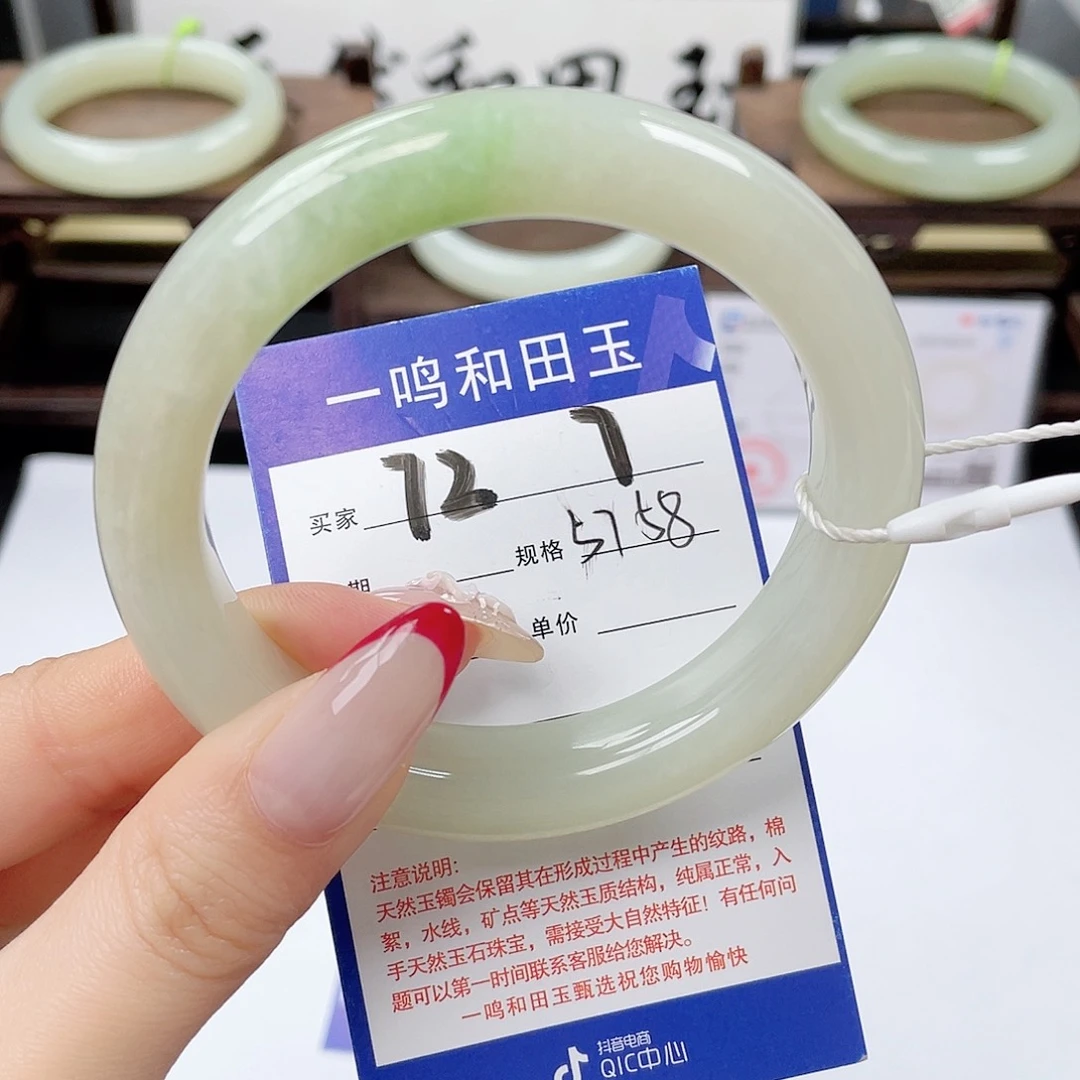 和田玉
一鸣和田玉
买家 72 7
期
规格 5758
单价
注意说明:
天然玉镯会保留其在形成过程中产生的纹路,棉
絮,水线,矿点等天然玉质结构,纯属正常,入
手天然玉石珠宝,需接受大自然特征!有任何问
题可以第一时间联系客服给您解决。
一鸣和田玉甄选祝您购物愉快
抖音电商
QIC中心